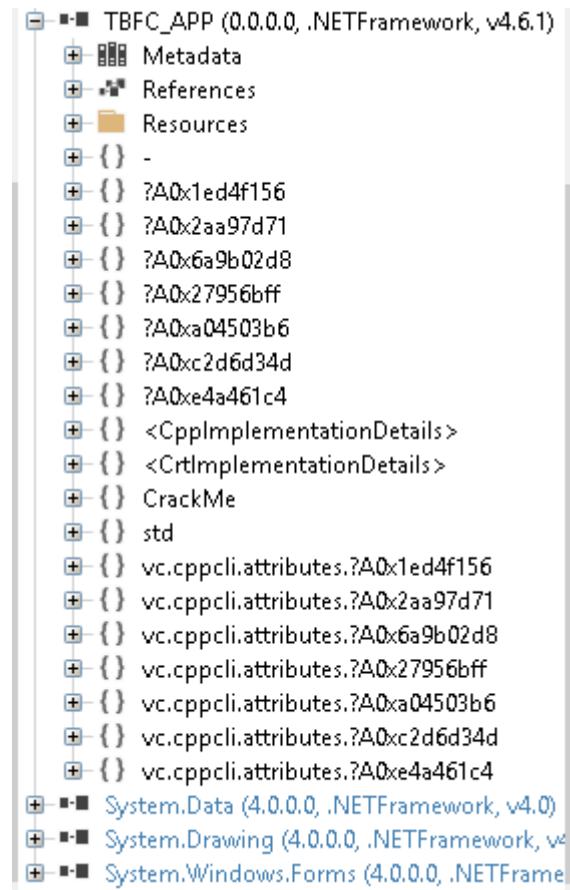 TBFC_APP (0.0.0.0, .NETFramework, v4.6.1)
Metadata
References
Resources
{ } -
{ } ?A0x1ed4f156
{ } ?A0x2aa97d71
{ } ?A0x6a9b02d8
{ } ?A0x27956bff
{ } ?A0xa04503b6
{ } ?A0xc2d6d34d
{ } ?A0xe4a461c4
{ } <CppImplementationDetails>
{ } <CrtImplementationDetails>
{ } CrackMe
{ } std
{ } vc.cppcli.attributes.?A0x1ed4f156
{ } vc.cppcli.attributes.?A0x2aa97d71
{ } vc.cppcli.attributes.?A0x6a9b02d8
{ } vc.cppcli.attributes.?A0x27956bff
{ } vc.cppcli.attributes.?A0xa04503b6
{ } vc.cppcli.attributes.?A0xc2d6d34d
{ } vc.cppcli.attributes.?A0xe4a461c4
System.Data (4.0.0.0, .NETFramework, v4.0)
System.Drawing (4.0.0.0, .NETFramework, v4
System.Windows.Forms (4.0.0.0, .NETFrame